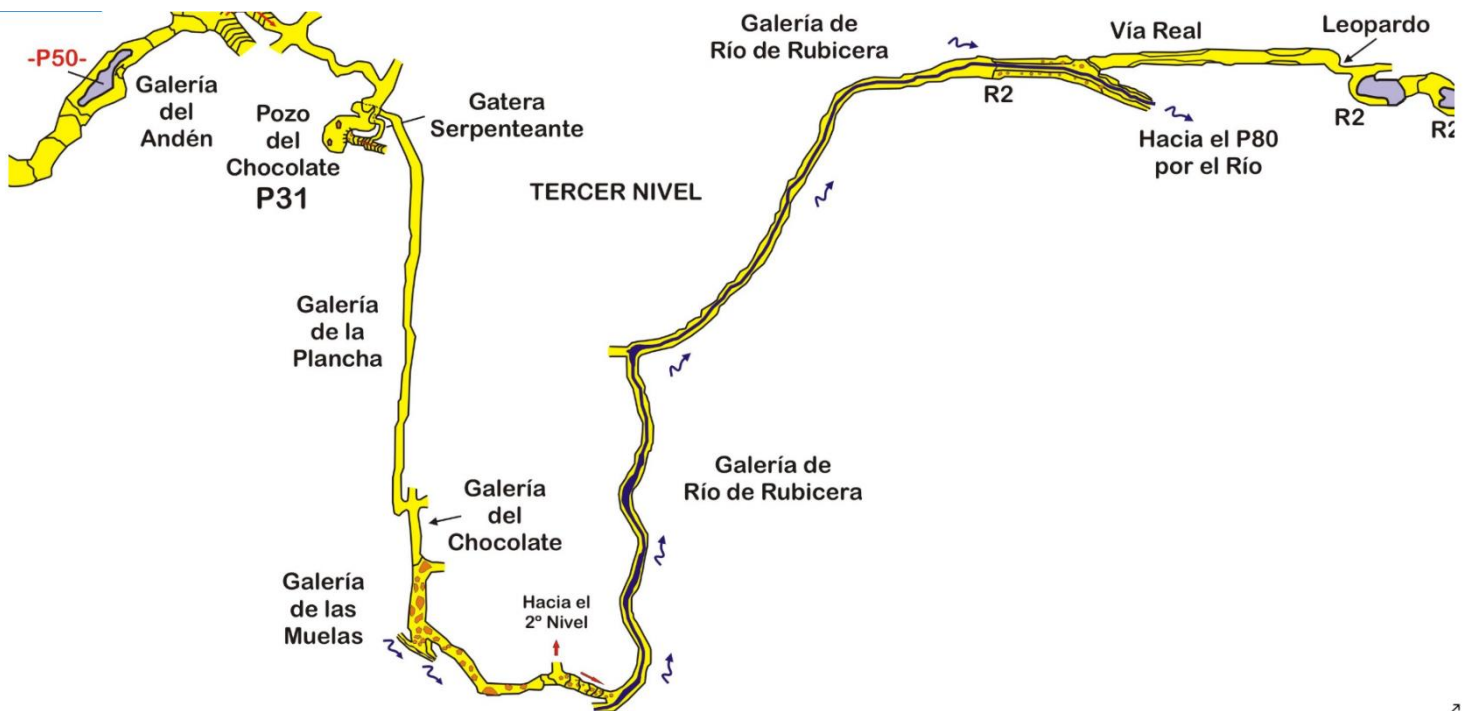 Galería de
Río de Rubicera
Vía Real
Leopardo
-P50-
Galería
del
Andén
Pozo
del
Chocolate
P31
Gatera
Serpenteante
R2
Hacia el P80
por el Río
R2
R2
TERCER NIVEL
Galería
de la
Plancha
Galería de
Río de Rubicera
Galería
del
Chocolate
Galería
de las
Muelas
Hacia el
2º Nivel